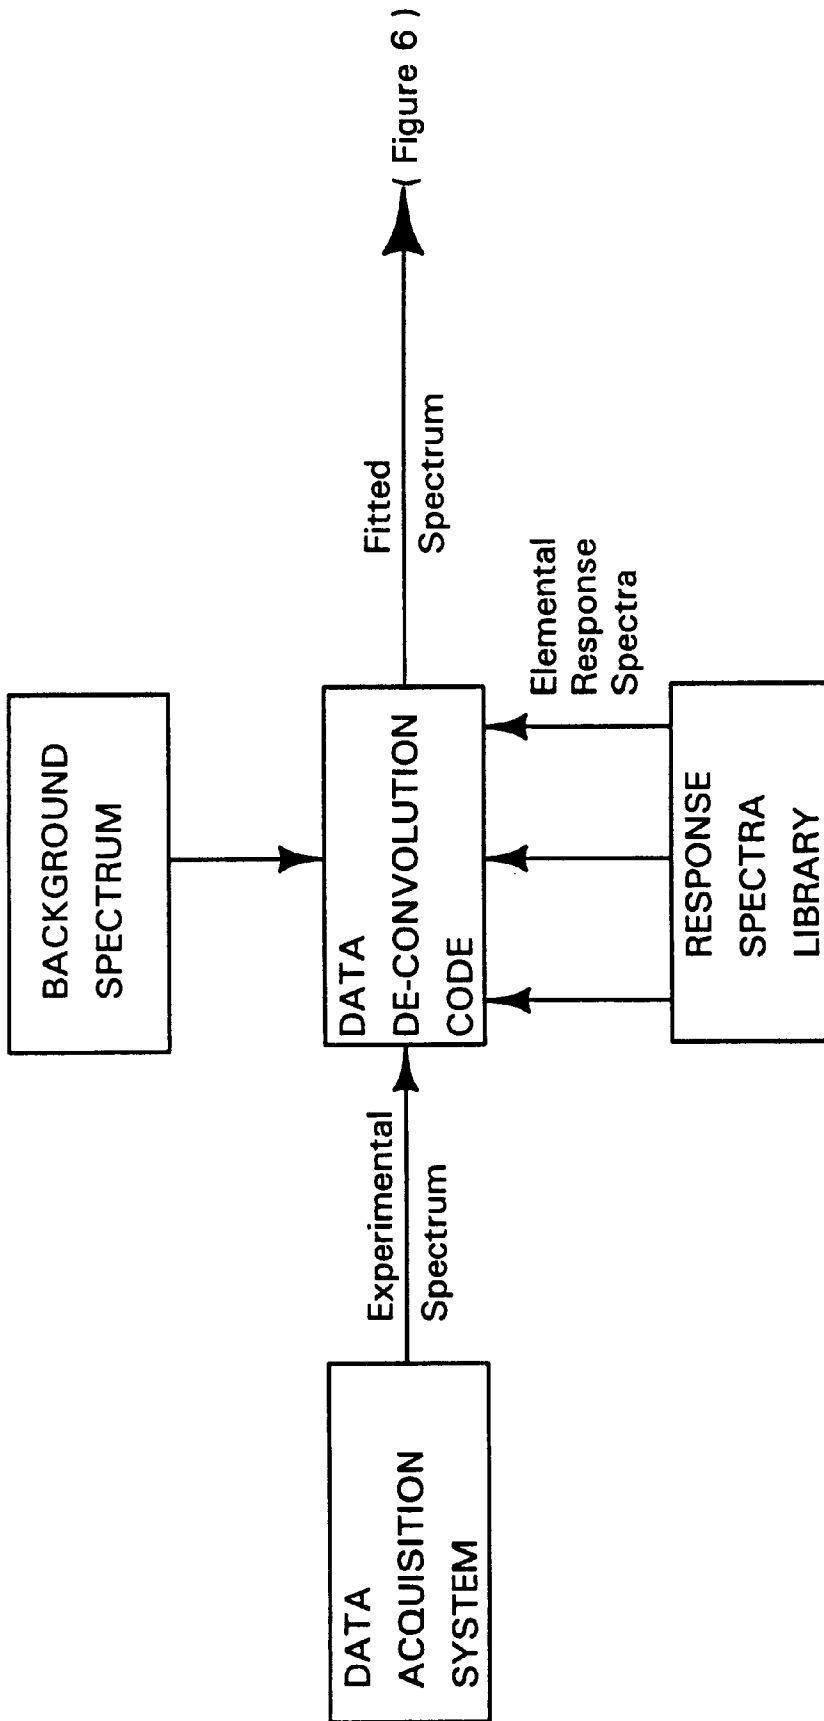 BACKGROUND
SPECTRUM
DATA
ACQUISITION
SYSTEM
Experimental
Spectrum
DATA
DE-CONVOLUTION
CODE
Fitted
Spectrum
( Figure 6 )
Elemental
Response
Spectra
RESPONSE
SPECTRA
LIBRARY